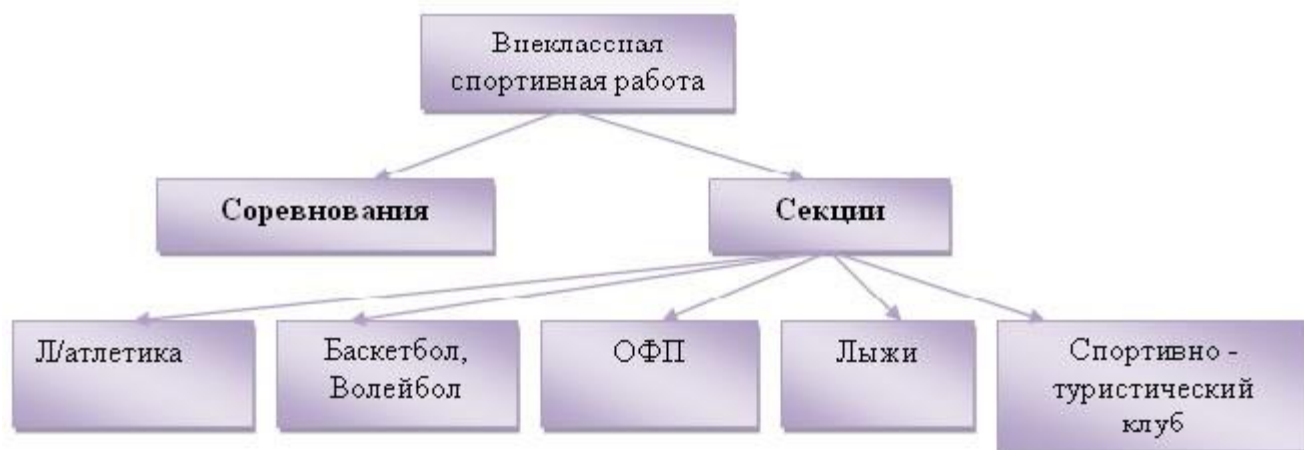 Внеклассная
спортивная работа
Соревнования
Секции
Л/атлетика
Баскетбол,
Волейбол
ОФП
Лыжи
Спортивно -
туристический
клуб